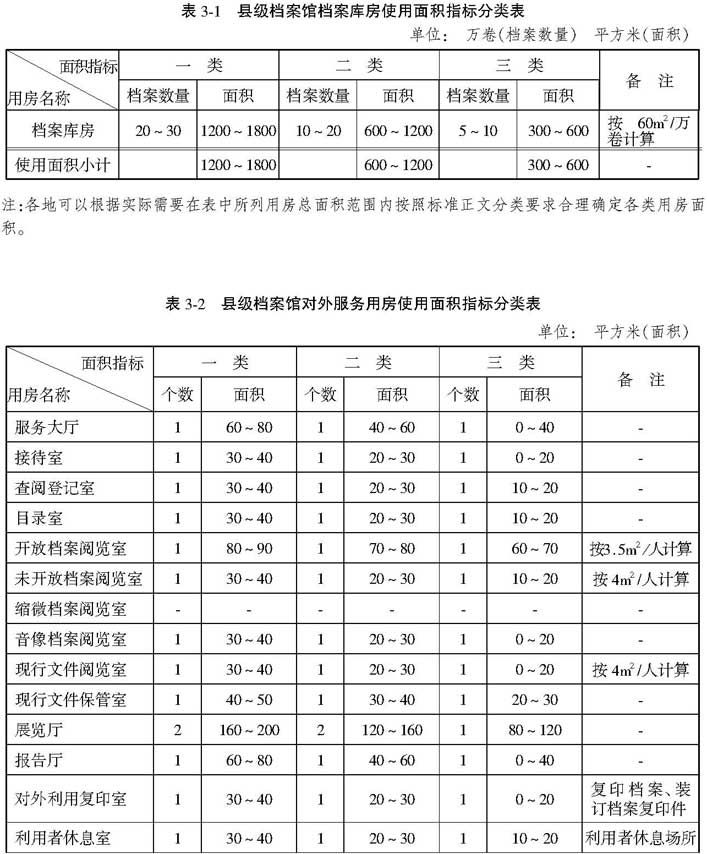 表 3-1 县级档案馆档案库房使用面积指标分类表
单位: 万卷(档案数量) 平方米(面积)
面积指标 用房名称 一 类 二 类 三 类 备 注
档案数量 面积 档案数量 面积 档案数量 面积
档案库房 20~30 1200~1800 10~20 600~1200 5~10 300~600 按 60m²/万卷计算
使用面积小计 1200~1800 600~1200 300~600 -
注:各地可以根据实际需要在表中所列用房总面积范围内按照标准正文分类要求合理确定各类用房面
积。
表 3-2 县级档案馆对外服务用房使用面积指标分类表
单位: 平方米(面积)
面积指标 用房名称 一 类 二 类 三 类 备 注
个数 面积 个数 面积 个数 面积
服务大厅 1 60~80 1 40~60 1 0~40 -
接待室 1 30~40 1 20~30 1 0~20 -
查阅登记室 1 30~40 1 20~30 1 10~20 -
目录室 1 30~40 1 20~30 1 10~20 -
开放档案阅览室 1 80~90 1 70~80 1 60~70 按3.5m²/人计算
未开放档案阅览室 1 30~40 1 20~30 1 10~20 按4m²/人计算
缩微档案阅览室 - - - - - - -
音像档案阅览室 1 30~40 1 20~30 1 0~20 -
现行文件阅览室 1 30~40 1 20~30 1 0~20 按4m²/人计算
现行文件保管室 1 40~50 1 30~40 1 20~30 -
展览厅 2 160~200 2 120~160 1 80~120 -
报告厅 1 60~80 1 40~60 1 0~40 -
对外利用复印室 1 30~40 1 20~30 1 0~20 复印档案、装订档案复印件
利用者休息室 1 30~40 1 20~30 1 10~20 利用者休息场所